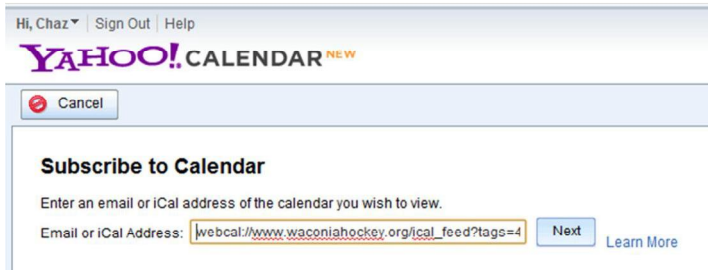 Hi, Chaz Sign Out Help
YAHOO! CALENDAR NEW
Cancel
Subscribe to Calendar
Enter an email or iCal address of the calendar you wish to view.
Email or iCal Address: webcal://www.waconiahockey.org/ical_feed?tags=4 Next Learn More